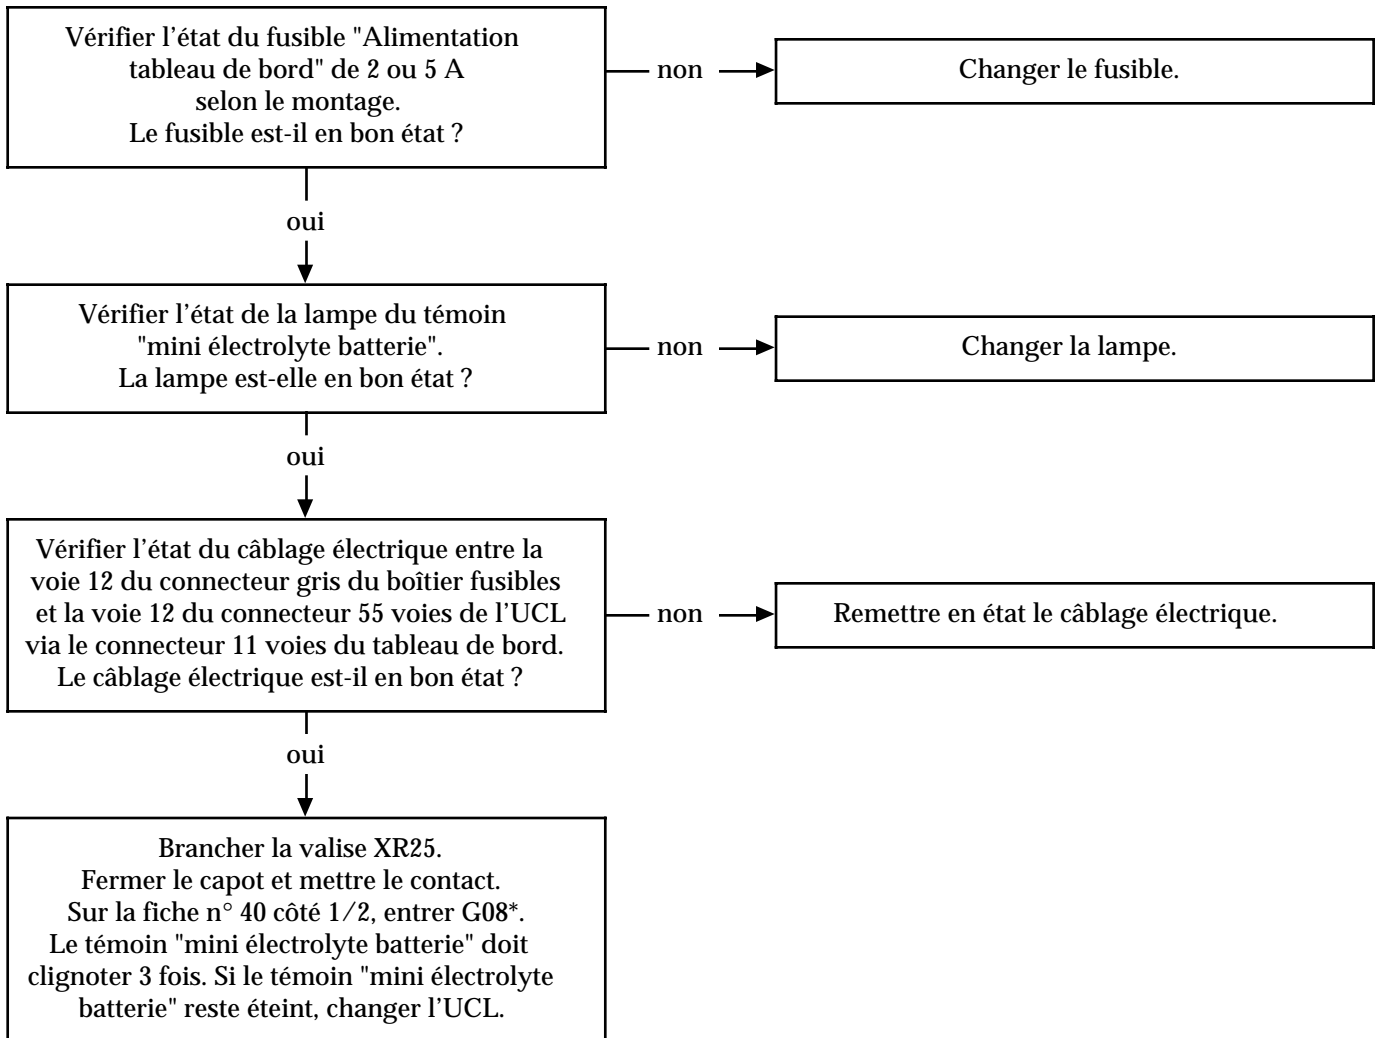 Vérifier l'état du fusible "Alimentation
tableau de bord" de 2 ou 5 A
selon le montage.
Le fusible est-il en bon état ?
non
Changer le fusible.
oui
Vérifier l'état de la lampe du témoin
"mini électrolyte batterie".
La lampe est-elle en bon état ?
non
Changer la lampe.
oui
Vérifier l'état du câblage électrique entre la
voie 12 du connecteur gris du boîtier fusibles
et la voie 12 du connecteur 55 voies de l'UCL
via le connecteur 11 voies du tableau de bord.
Le câblage électrique est-il en bon état ?
non
Remettre en état le câblage électrique.
oui
Brancher la valise XR25.
Fermer le capot et mettre le contact.
Sur la fiche n° 40 côté 1/2, entrer G08*.
Le témoin "mini électrolyte batterie" doit
clignoter 3 fois. Si le témoin "mini électrolyte
batterie" reste éteint, changer l'UCL.